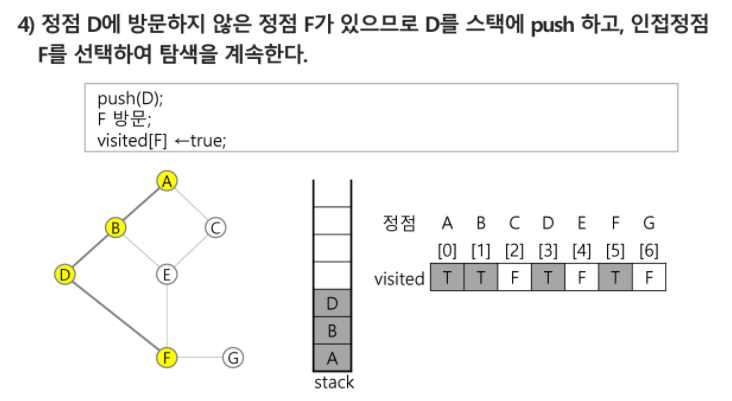 4) 정점 D에 방문하지 않은 정점 F가 있으므로 D를 스택에 push 하고, 인접정점
F를 선택하여 탐색을 계속한다.
push(D);
F 방문;
visited[F] ←true;
A
B
C
D
E
F
G
D
B
A
stack
정점 A B C D E F G
[0] [1] [2] [3] [4] [5] [6]
visited T T F T F T F